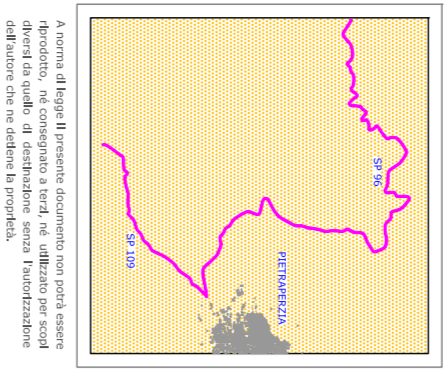 SP 96
PIETRAPERZIA
SP 109
A norma di legge il presente documento non potrà essere
riprodotto, né consegnato a terzi, né utilizzato per scopi
diversi da quello di destinazione senza l'autorizzazione
dell'autore che ne detiene la proprietà.